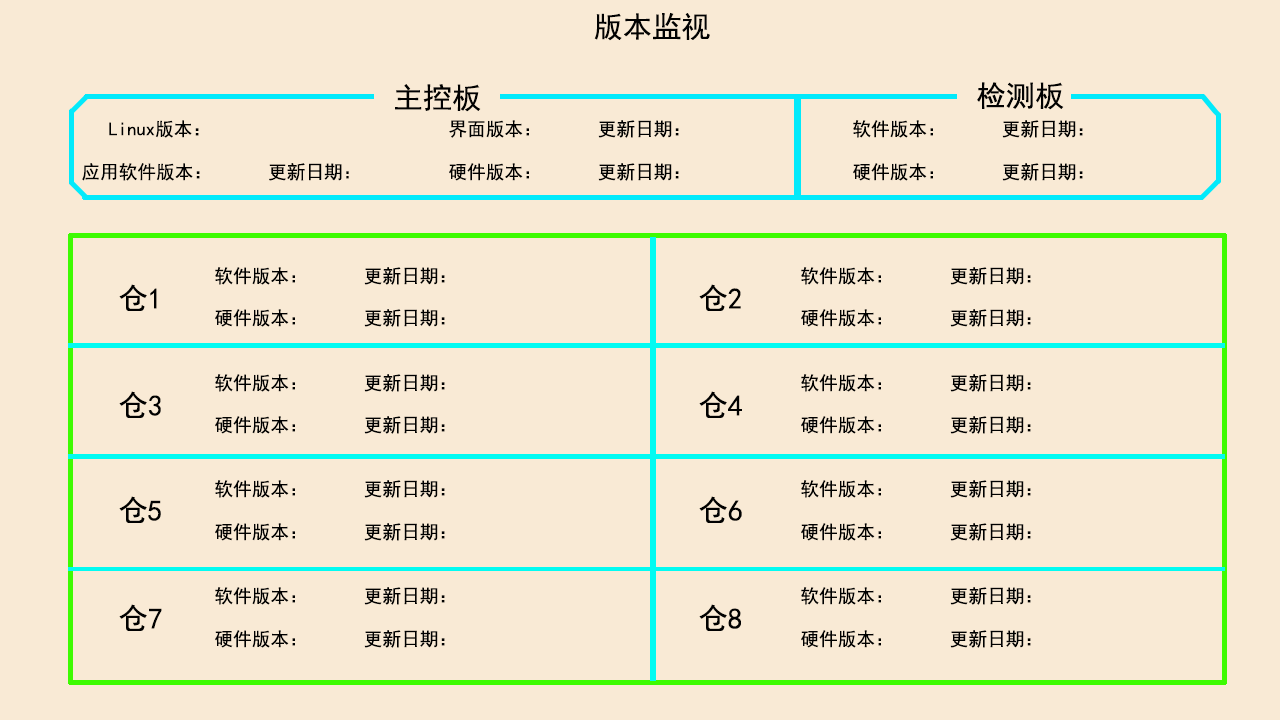 版本监视
主控板 检测板
Linux版本： 界面版本： 更新日期： 软件版本： 更新日期：
应用软件版本： 更新日期： 硬件版本： 更新日期： 硬件版本： 更新日期：
仓1 软件版本： 更新日期：
硬件版本： 更新日期：
仓2 软件版本： 更新日期：
硬件版本： 更新日期：
仓3 软件版本： 更新日期：
硬件版本： 更新日期：
仓4 软件版本： 更新日期：
硬件版本： 更新日期：
仓5 软件版本： 更新日期：
硬件版本： 更新日期：
仓6 软件版本： 更新日期：
硬件版本： 更新日期：
仓7 软件版本： 更新日期：
硬件版本： 更新日期：
仓8 软件版本： 更新日期：
硬件版本： 更新日期：